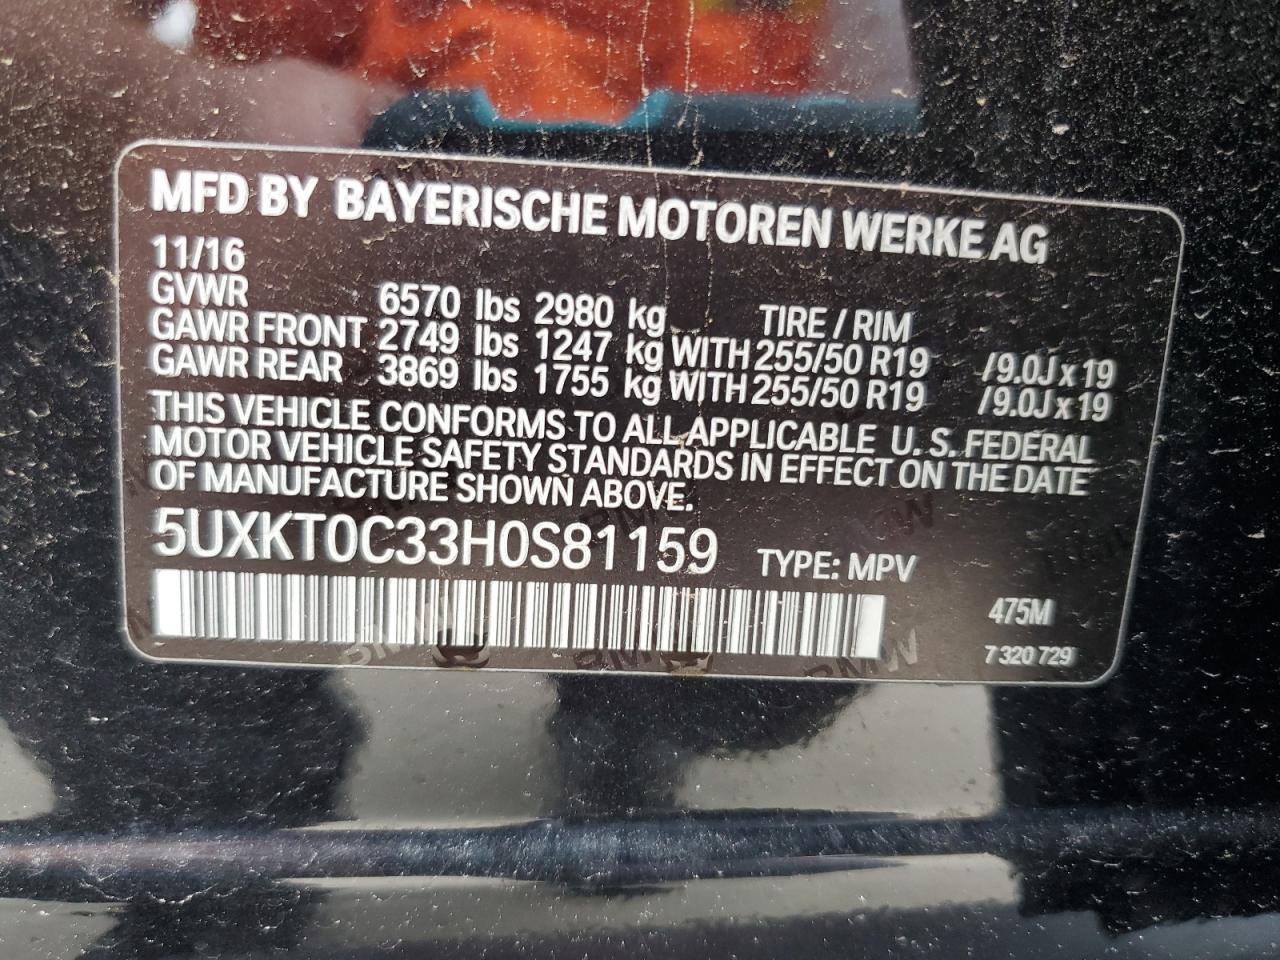 MFD BY BAYERISCHE MOTOREN WERKE AG
11/16
GVWR 6570 lbs 2980 kg TIRE / RIM
GAWR FRONT 2749 lbs 1247 kg WITH 255/50 R19 /9.0J x 19
GAWR REAR 3869 lbs 1755 kg WITH 255/50 R19 /9.0J x 19
THIS VEHICLE CONFORMS TO ALL APPLICABLE U.S. FEDERAL
MOTOR VEHICLE SAFETY STANDARDS IN EFFECT ON THE DATE
OF MANUFACTURE SHOWN ABOVE.
5UXKT0C33H0S81159 TYPE: MPV
475M
BMW BMW BMW
7 320 729